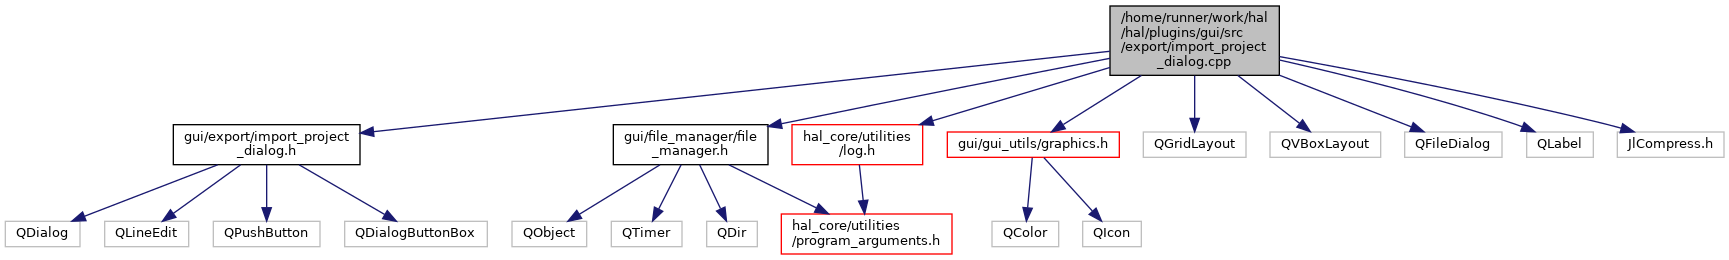 /home/runner/work/hal
/hal/plugins/gui/src
/export/import_project
_dialog.cpp
gui/export/import_project
_dialog.h
gui/file_manager/file
_manager.h
hal_core/utilities
/log.h
gui/gui_utils/graphics.h
QGridLayout
QVBoxLayout
QFileDialog
QLabel
JlCompress.h
QDialog
QLineEdit
QPushButton
QDialogButtonBox
QObject
QTimer
QDir
hal_core/utilities
/program_arguments.h
QColor
QIcon